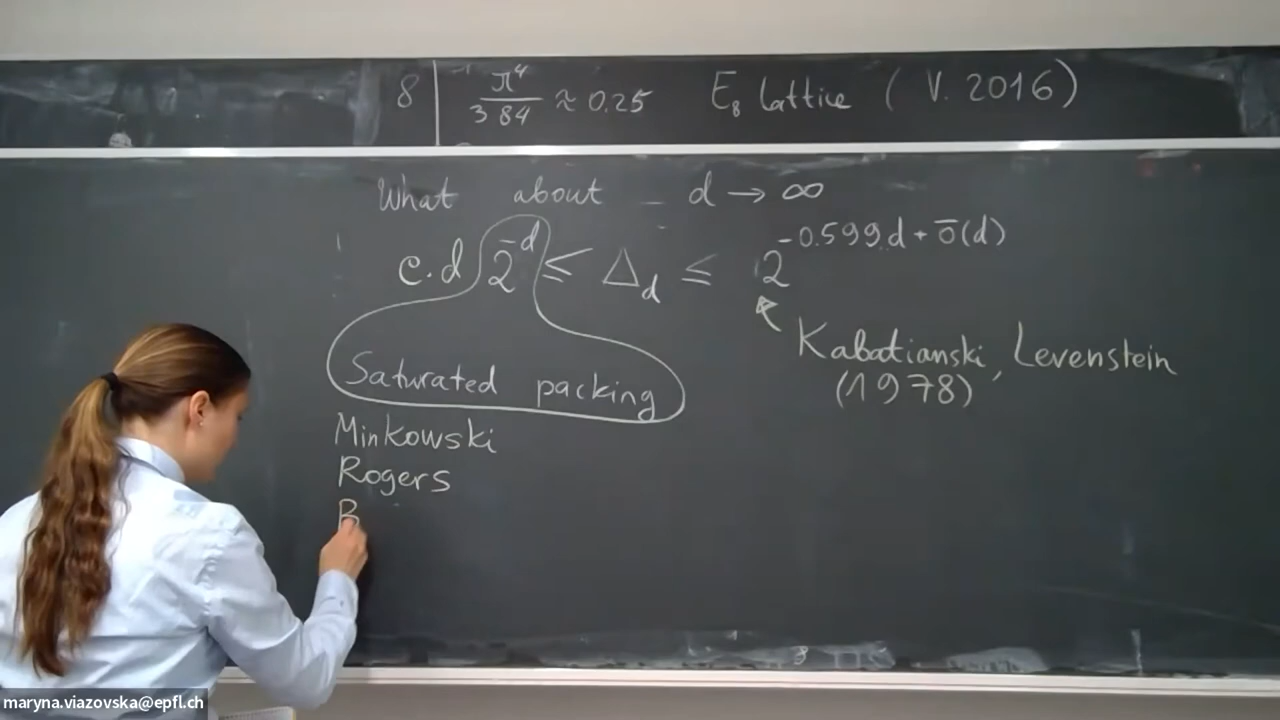 8 π⁴/384 ≈ 0.25 E₈ lattice ( V. 2016)
What about d → ∞
c.d 2^-d ≤ Δ_d ≤ 2^-0.599d + ō(d)
Kabatianski, Levenstein
(1978)
Saturated packing
Minkowski
Rogers
B
maryna.viazovska@epfl.ch